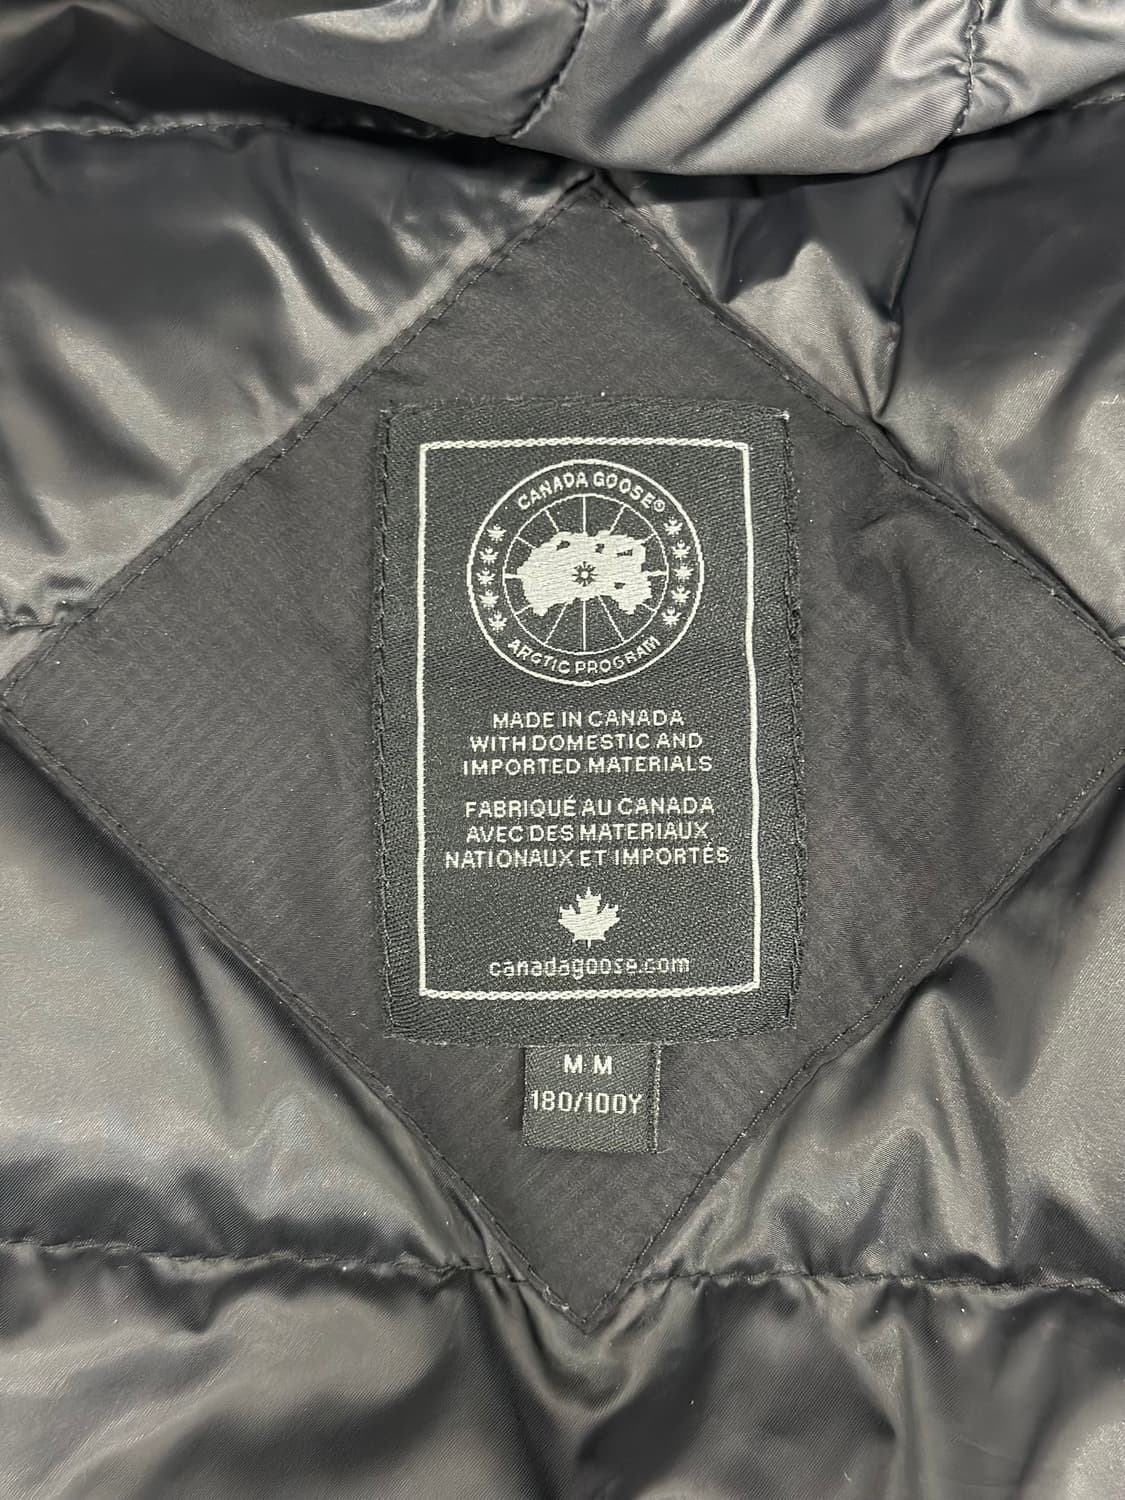 CANADA GOOSE®
ARCTIC PROGRAM
MADE IN CANADA
WITH DOMESTIC AND
IMPORTED MATERIALS
FABRIQUÉ AU CANADA
AVEC DES MATERIAUX
NATIONAUX ET IMPORTÉS
canadagoose.com
M M
180/100Y